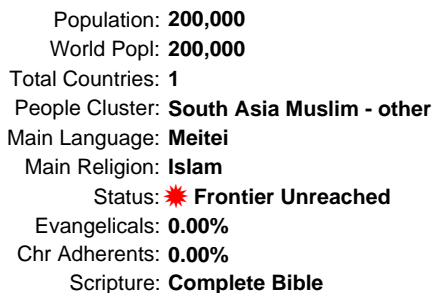 Population: 200,000
World Popl: 200,000
Total Countries: 1
People Cluster: South Asia Muslim - other
Main Language: Meitei
Main Religion: Islam
Status: Frontier Unreached
Evangelicals: 0.00%
Chr Adherents: 0.00%
Scripture: Complete Bible